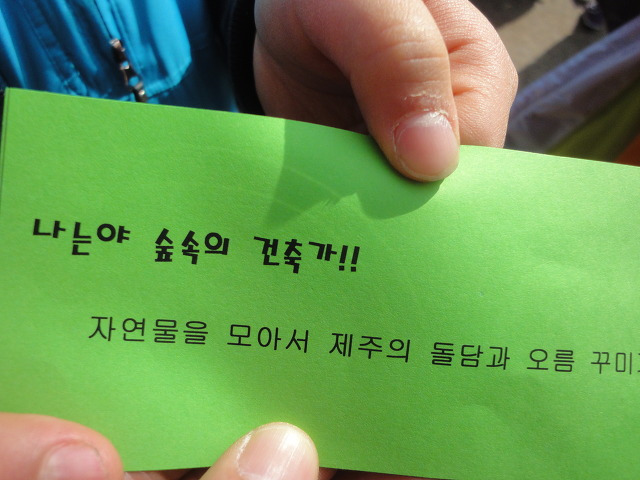 나는야 숲속의 건축가!!
자연물을 모아서 제주의 돌담과 오름 꾸미